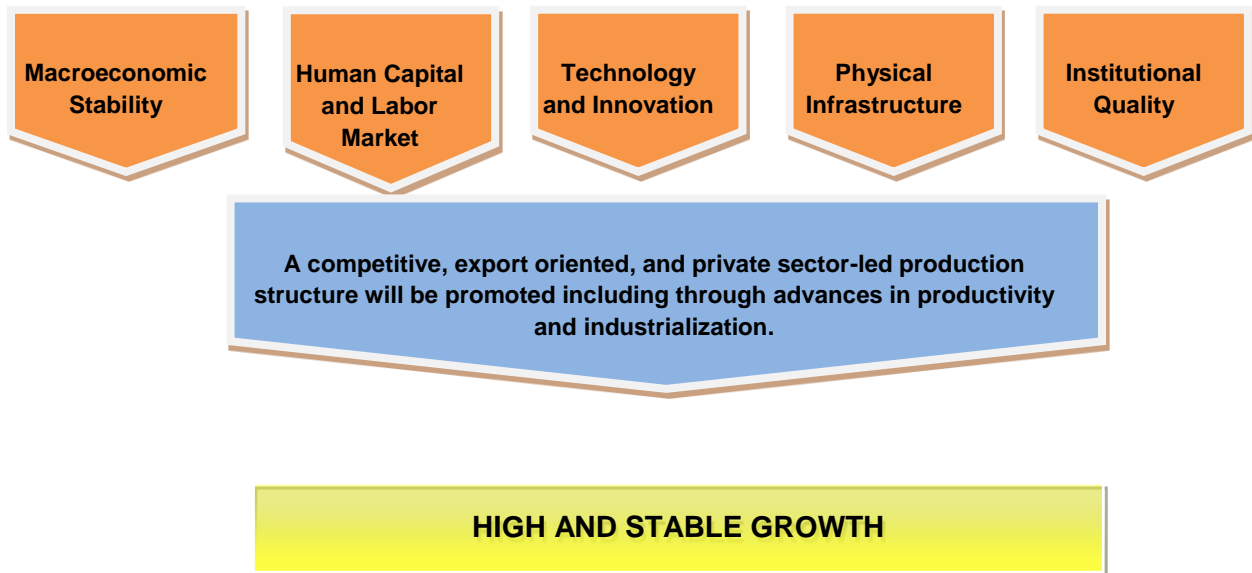 Macroeconomic
Stability
Human Capital
and Labor
Market
Technology
and Innovation
Physical
Infrastructure
Institutional
Quality
A competitive, export oriented, and private sector-led production
structure will be promoted including through advances in productivity
and industrialization.
HIGH AND STABLE GROWTH